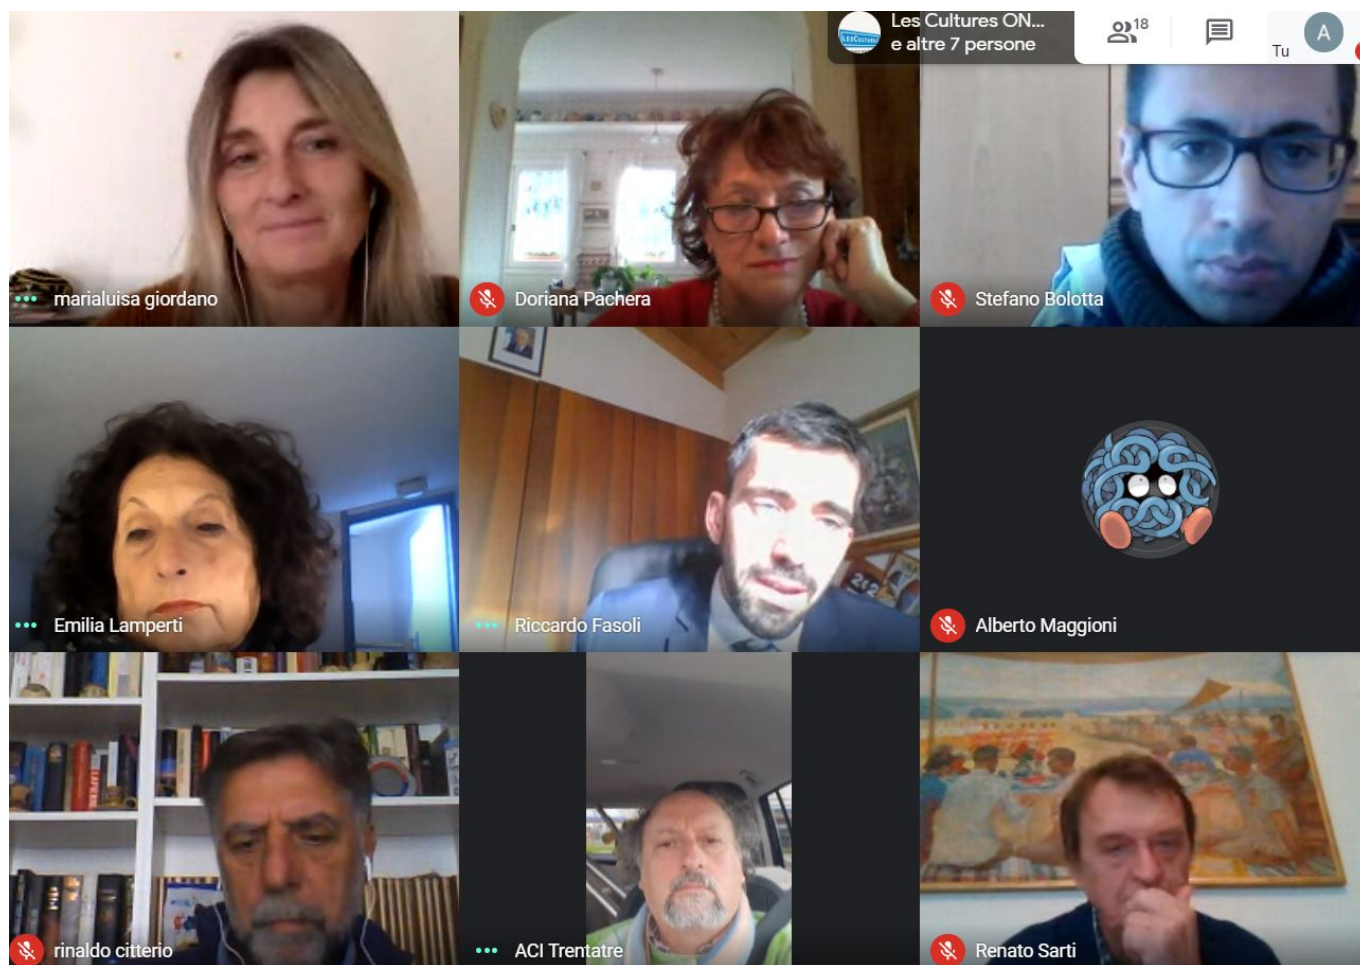 Les Cultures ON...
e altre 7 persone
18
Tu
A
marialuisa giordano
Doriana Pachera
Stefano Bolotta
Emilia Lamperti
Riccardo Fasoli
Alberto Maggioni
rinaldo citterio
ACI Trentatre
Renato Sarti